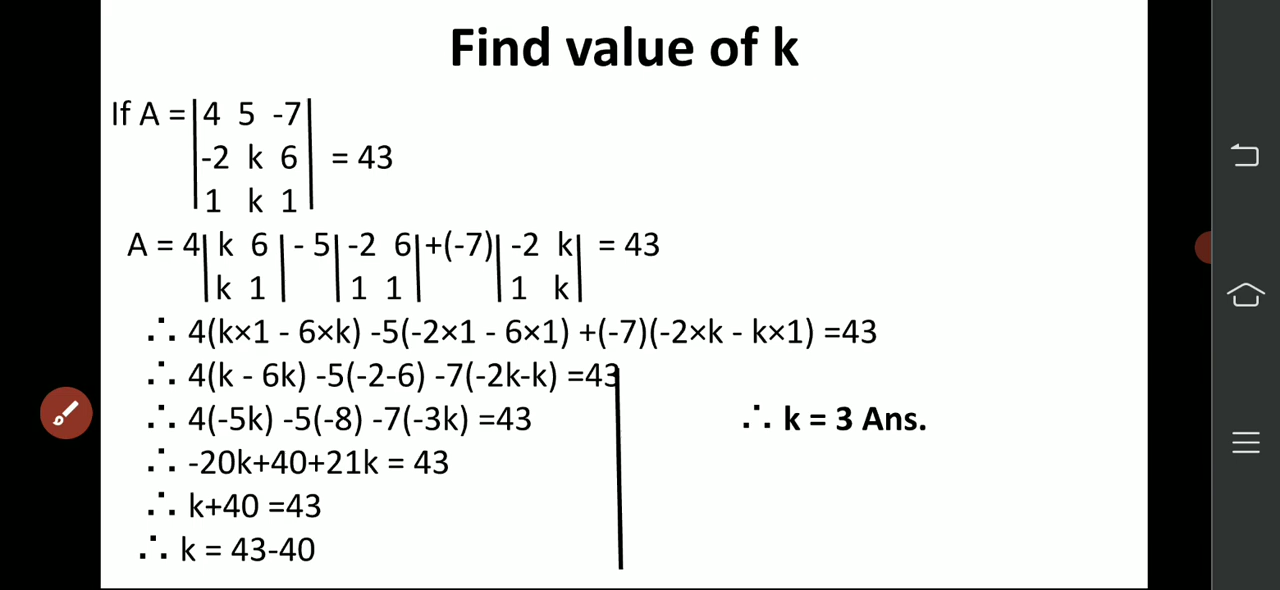 Find value of k
If A = |4 5 -7|
|-2 k 6| = 43
|1 k 1|
A = 4| k 6 | - 5| -2 6|+(-7)| -2 k| = 43
|k 1 | | 1 1 | |1 k|
∴ 4(k×1 - 6×k) -5(-2×1 - 6×1) +(-7)(-2×k - k×1) =43
∴ 4(k - 6k) -5(-2-6) -7(-2k-k) =43
∴ 4(-5k) -5(-8) -7(-3k) =43
∴ -20k+40+21k = 43
∴ k+40 =43
∴ k = 43-40
∴ k = 3 Ans.